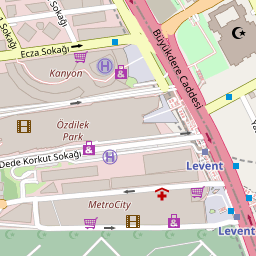 Sokağı
Ecza Sokağı
Kanyon
Büyükdere Caddesi
Özdilek
Park
Dede Korkut Sokağı
Levent
MetroCity
Levent